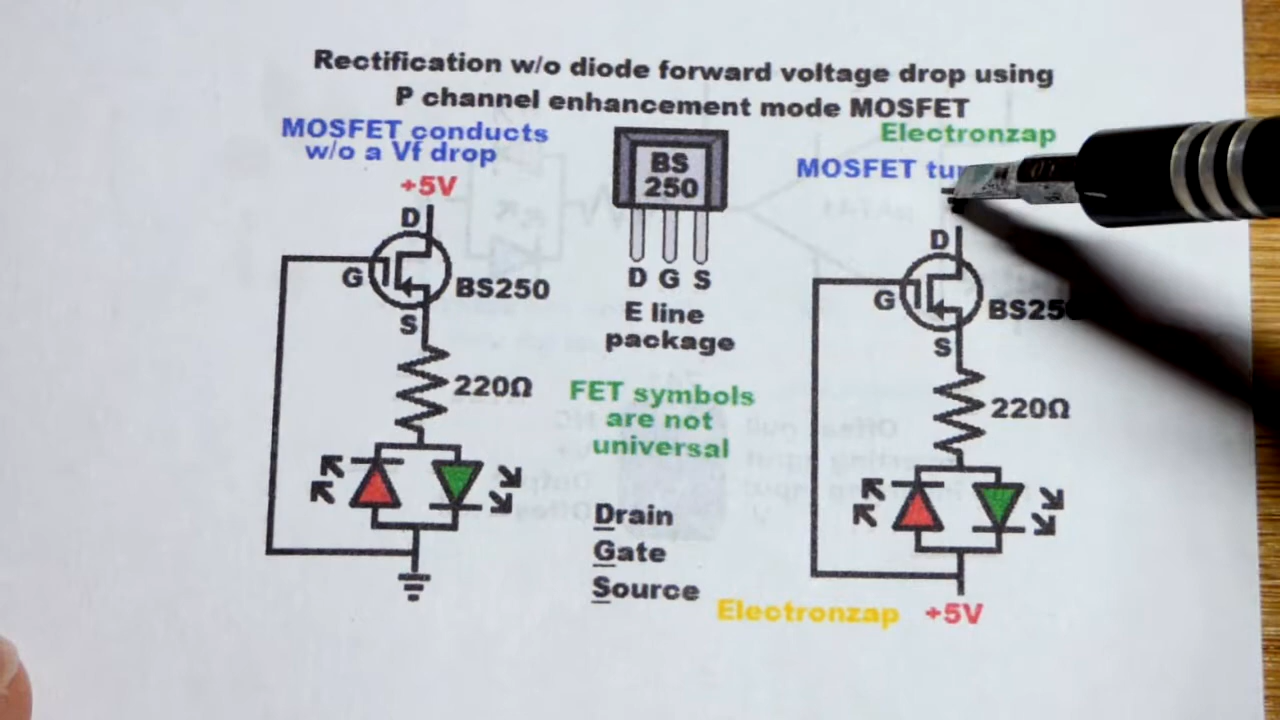 Rectification w/o diode forward voltage drop using
P channel enhancement mode MOSFET
MOSFET conducts
w/o a Vf drop
+5V
D
G
BS250
S
220Ω
BS
250
D G S
E line
package
FET symbols
are not
universal
Drain
Gate
Source
Electronzap
MOSFET
D
G
S
220Ω
Electronzap
+5V